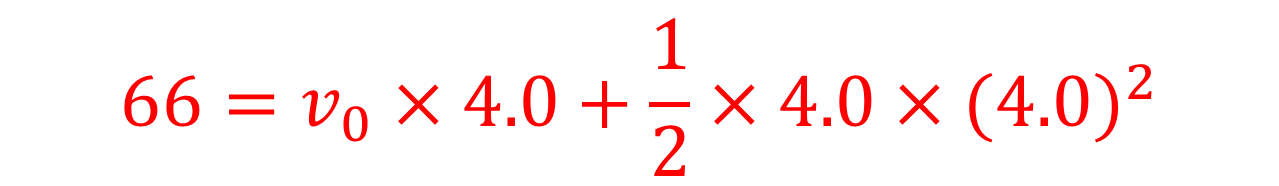 66 = v₀ × 4.0 + 1/2 × 4.0 × (4.0)²